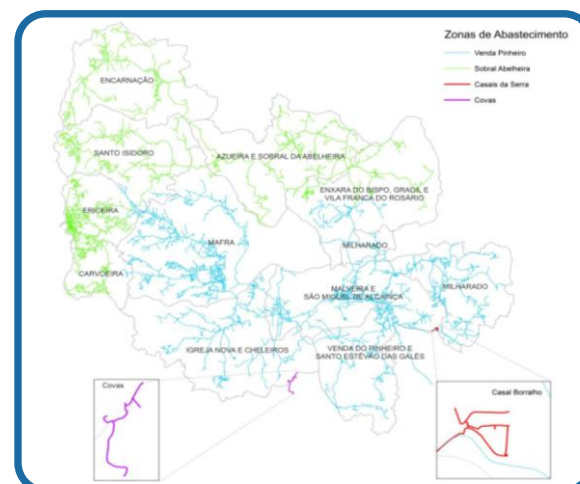 Zonas de Abastecimento
Venda Pinheiro
Sobral Abelheira
Casais da Serra
Covas
ENCARNAÇÃO
SANTO ISIDORO
AZUEIRA E SOBRAL DA ABELHEIRA
ENXARA DO BISPO, GRADIL E
VILA FRANCA DO ROSÁRIO
ERICEIRA
MAFRA
MILHARADO
CARVOEIRA
MALVEIRA E
SÃO MIGUEL DE ALCAINÇA
MILHARADO
IGREJA NOVA E CHELEIROS
VENDA DO PINHEIRO E
SANTO ESTÊVÃO DAS GALÉS
Covas
Casal Borralho